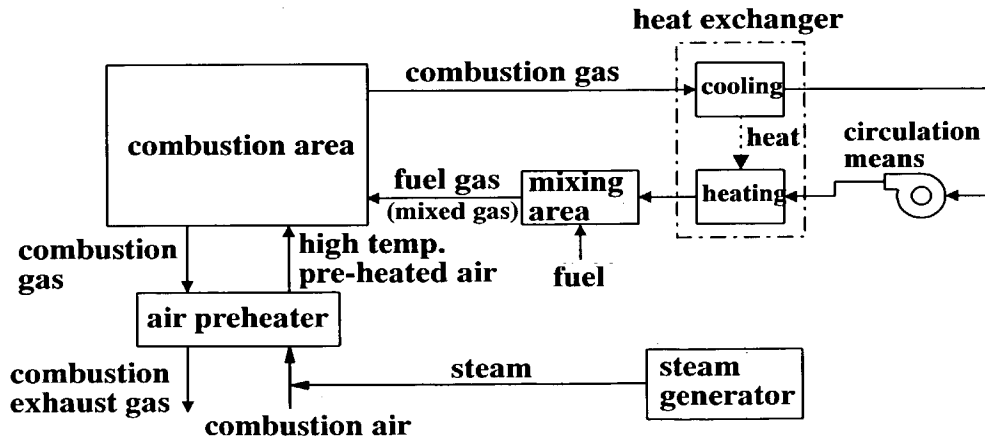 heat exchanger
combustion gas
cooling
combustion area
heat
circulation
means
fuel gas
(mixed gas)
mixing
area
heating
combustion
gas
high temp.
pre-heated air
fuel
air preheater
combustion
exhaust gas
steam
steam
generator
combustion air